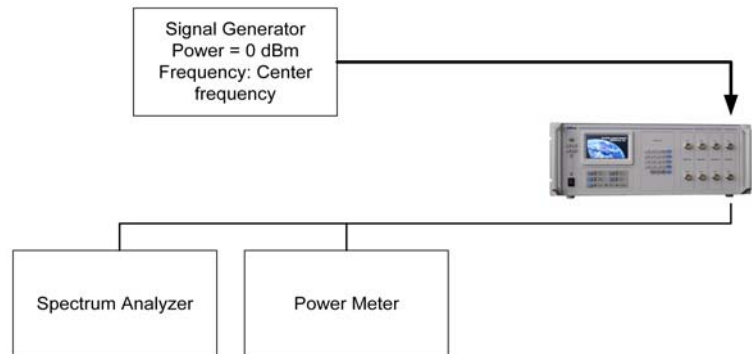 Signal Generator
Power = 0 dBm
Frequency: Center
frequency
Spectrum Analyzer
Power Meter